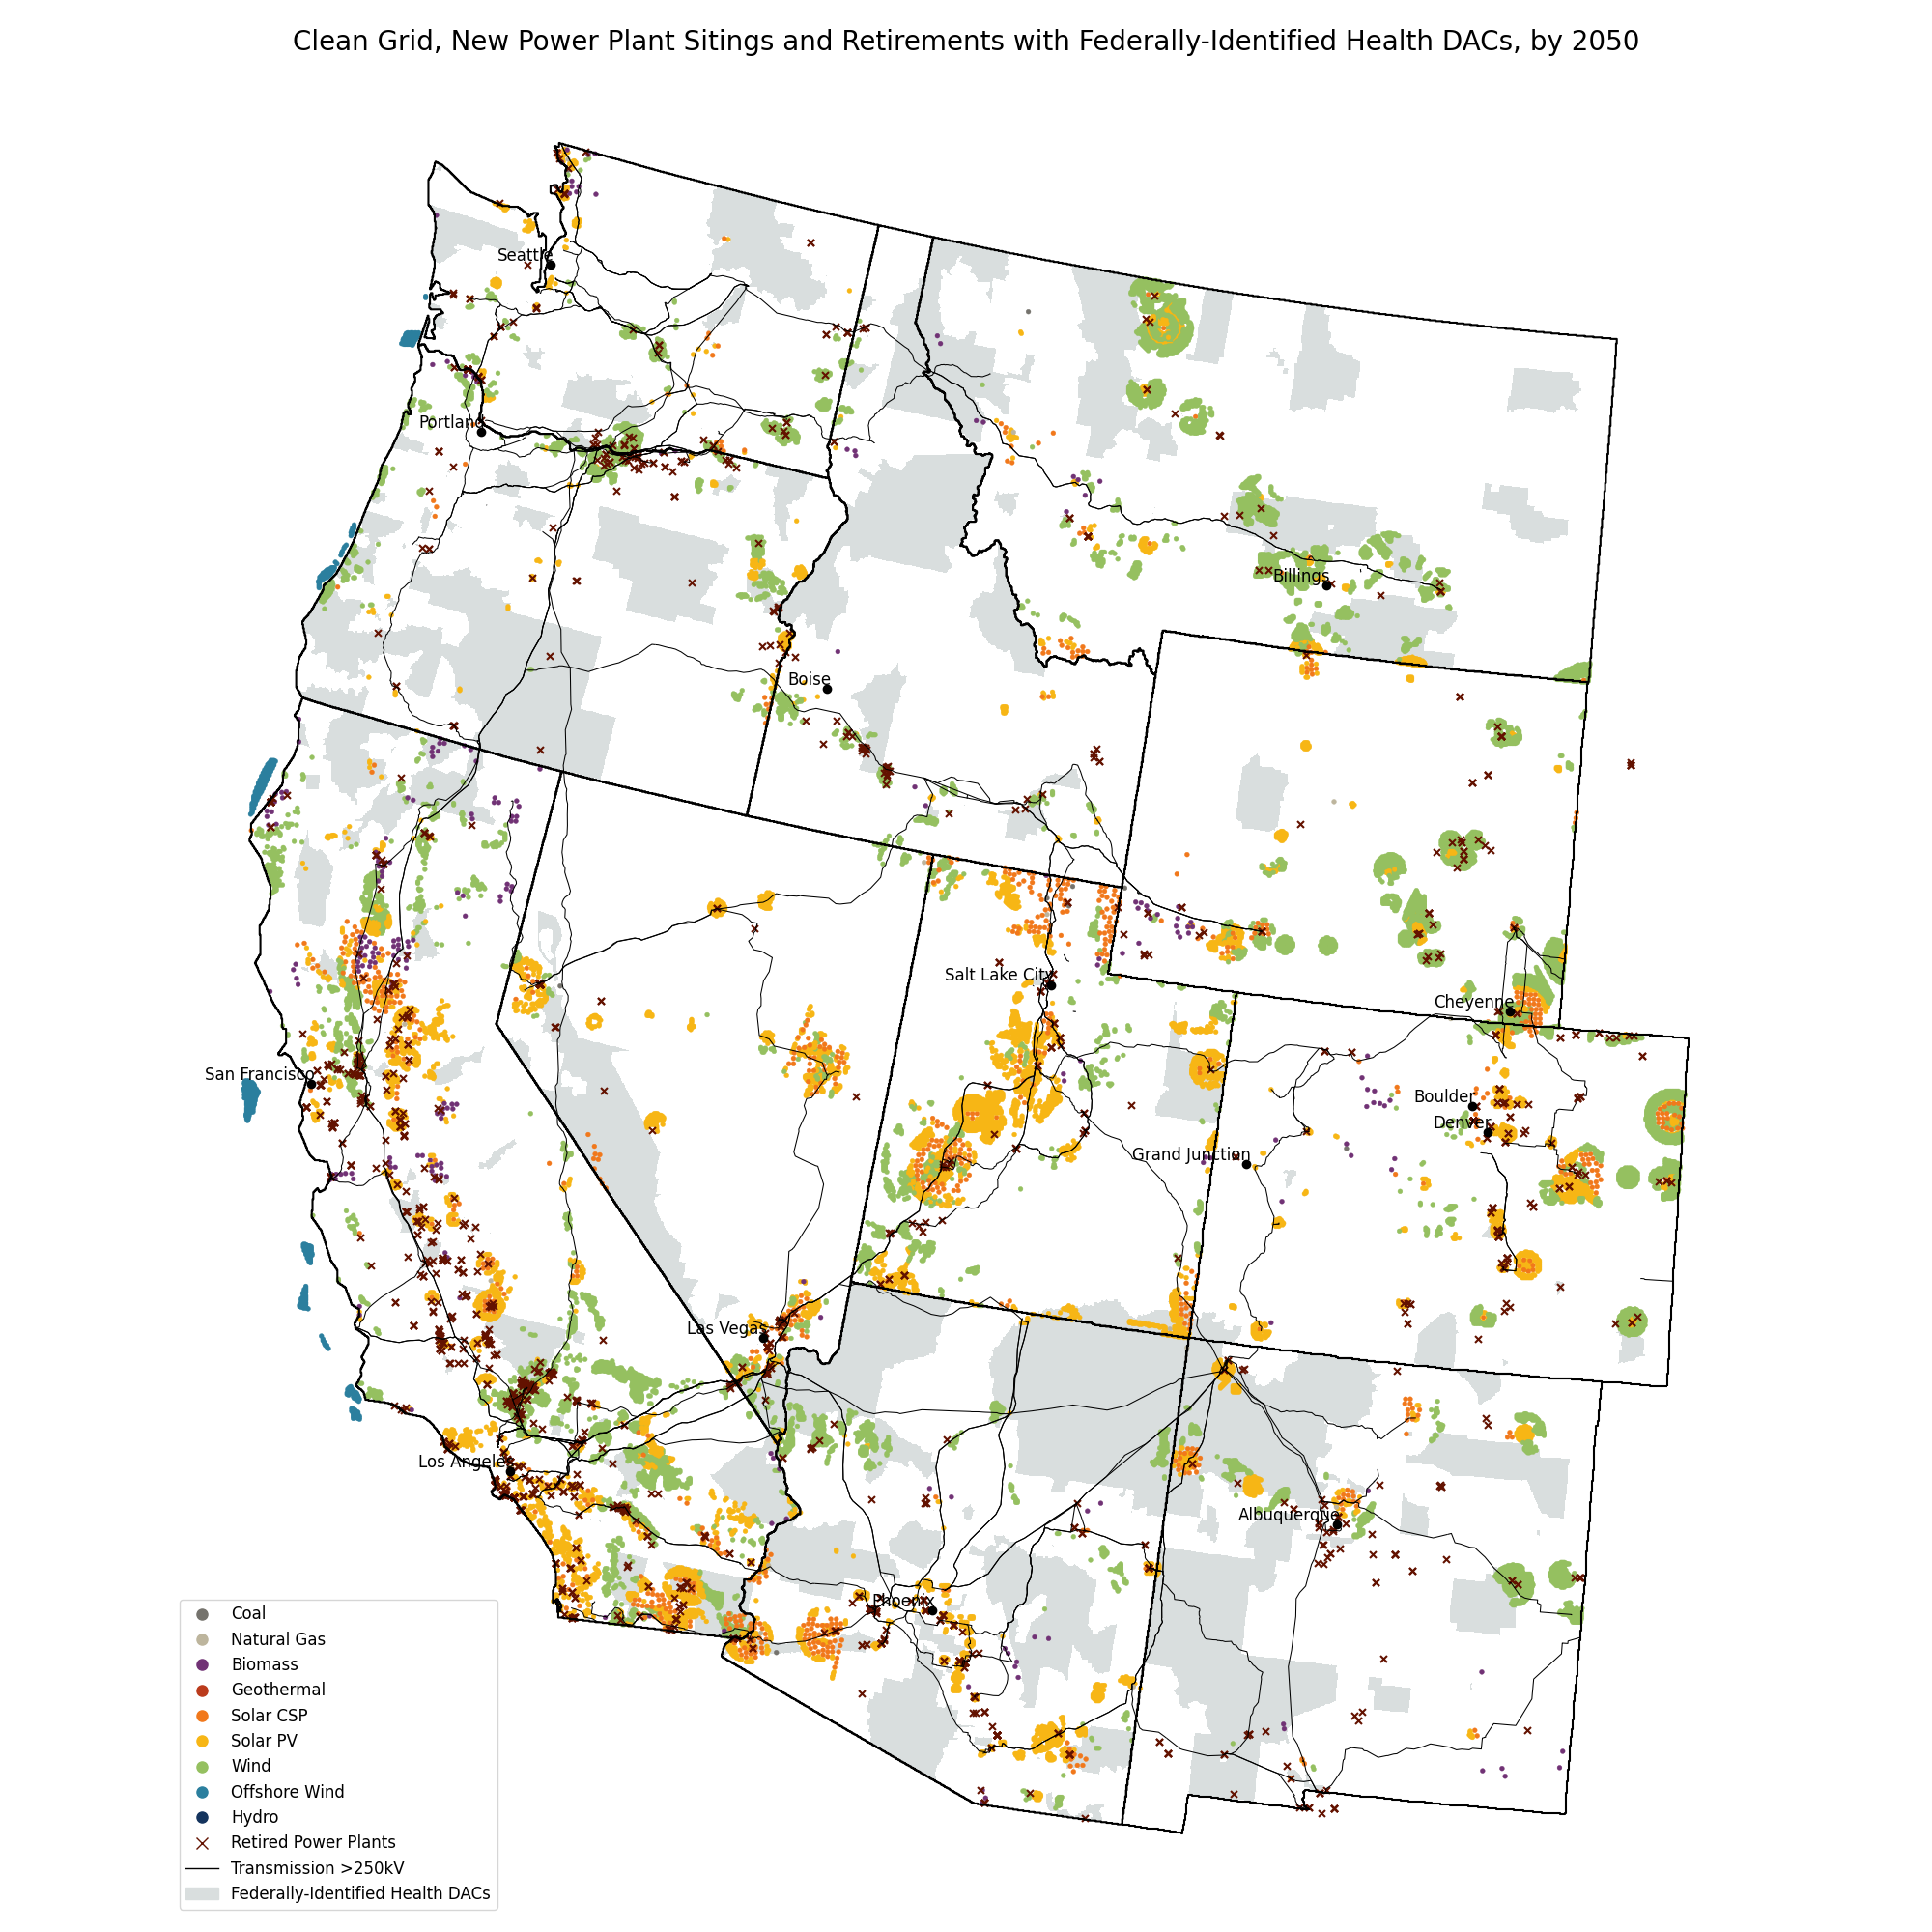 Clean Grid, New Power Plant Sitings and Retirements with Federally-Identified Health DACs, by 2050
Seattle
Portland
Billings
Boise
Salt Lake City
Cheyenne
San Francisco
Boulder
Denver
Grand Junction
Las Vegas
Los Angeles
Albuquerque
Phoenix
Coal
Natural Gas
Biomass
Geothermal
Solar CSP
Solar PV
Wind
Offshore Wind
Hydro
Retired Power Plants
Transmission >250kV
Federally-Identified Health DACs